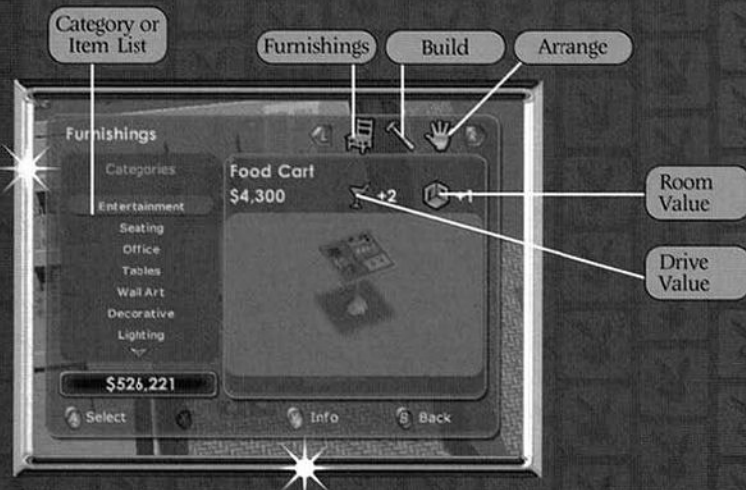 Category or
Item List
Furnishings
Build
Arrange
Furnishings
Categories
Food Cart
$4,300
+2
+1
Room
Value
Entertainment
Seating
Office
Tables
Wall Art
Decorative
Lighting
Drive
Value
$526,221
A Select
Info
B Back